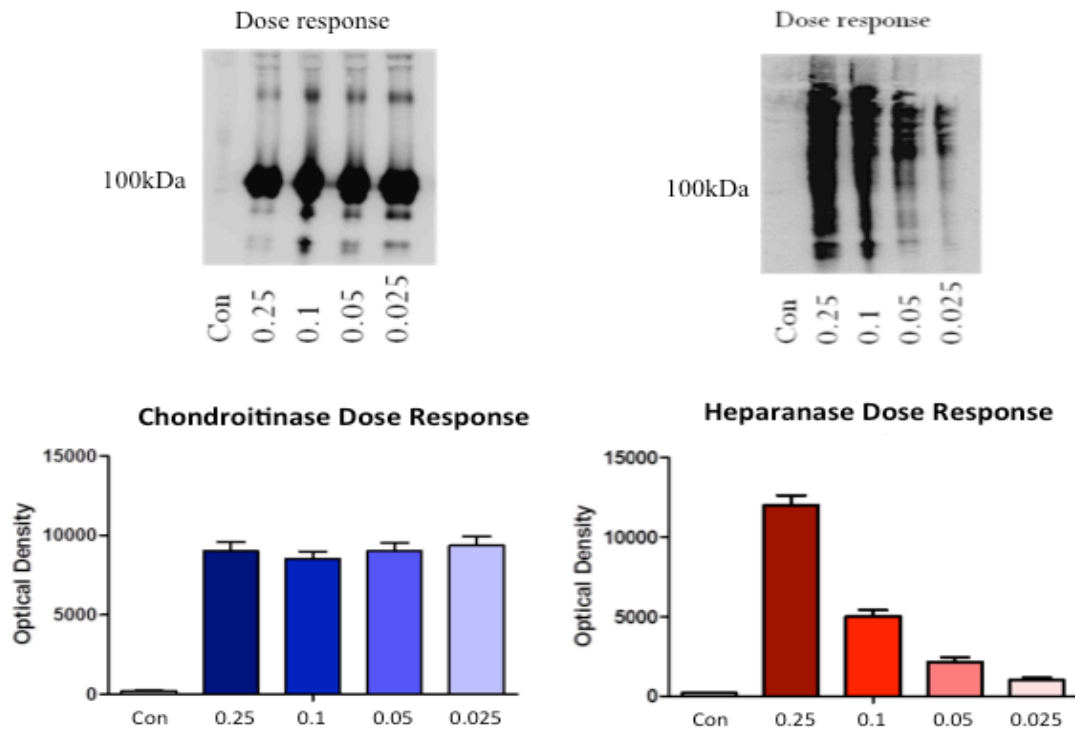 Dose response
100kDa
Con
0.25
0.1
0.05
0.025
Dose response
100kDa
Con
0.25
0.1
0.05
0.025
Chondroitinase Dose Response
Optical Density
15000
10000
5000
0
Con 0.25 0.1 0.05 0.025
Heparanase Dose Response
Optical Density
15000
10000
5000
0
Con 0.25 0.1 0.05 0.025